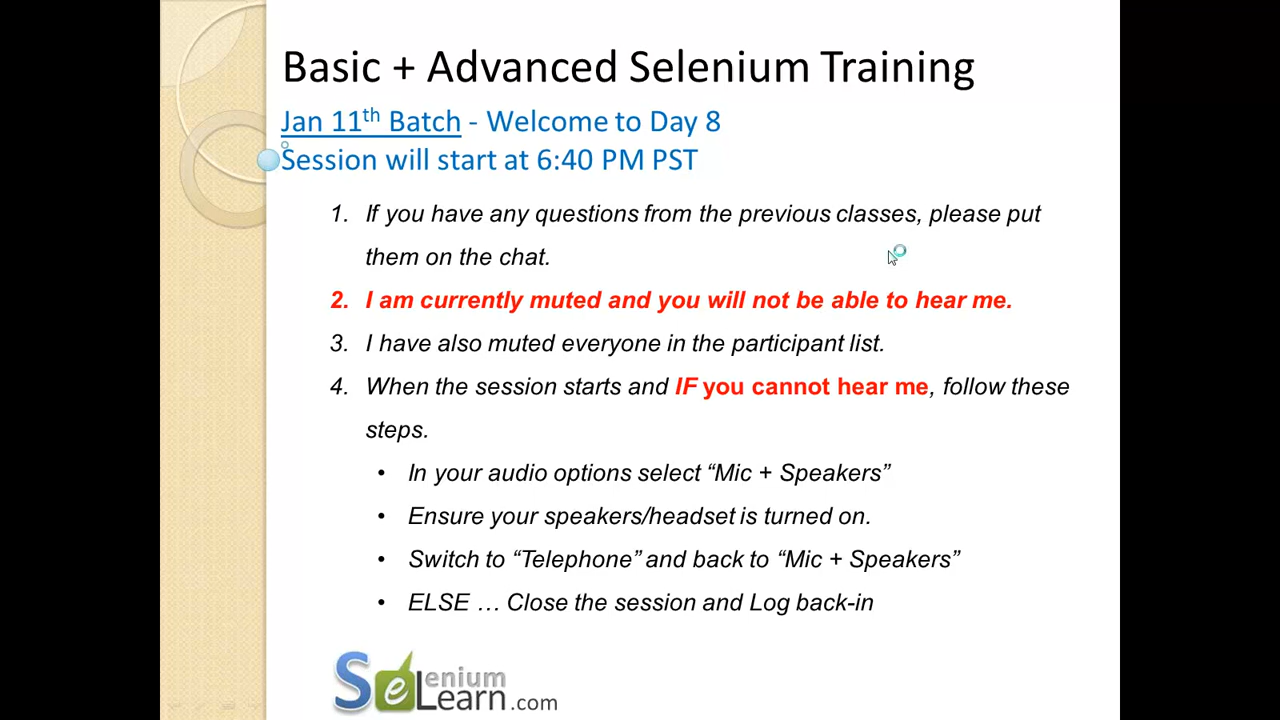 Basic + Advanced Selenium Training
Jan 11th Batch - Welcome to Day 8
Session will start at 6:40 PM PST
1. If you have any questions from the previous classes, please put
them on the chat.
2. I am currently muted and you will not be able to hear me.
3. I have also muted everyone in the participant list.
4. When the session starts and IF you cannot hear me, follow these
steps.
• In your audio options select “Mic + Speakers”
• Ensure your speakers/headset is turned on.
• Switch to “Telephone” and back to “Mic + Speakers”
• ELSE … Close the session and Log back-in
Selenium
Learn.com